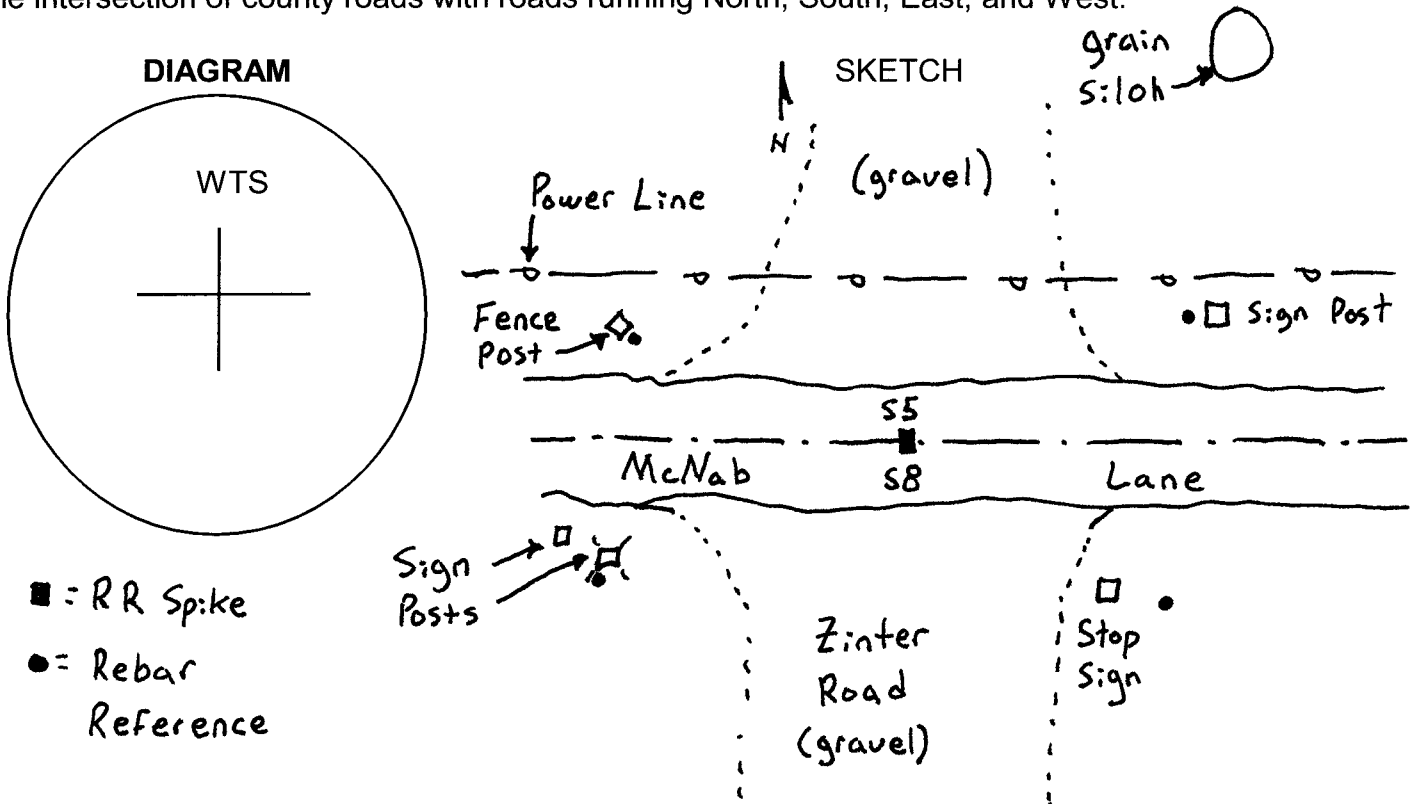 he intersection of county roads with roads running North, South, East, and West.
DIAGRAM
SKETCH
grain
siloh
N
WTS
(gravel)
Power Line
Fence
Post
Sign Post
S5
McNab
S8
Lane
Sign
Posts
= RR Spike
= Rebar
Reference
Zinter
Road
(gravel)
Stop
Sign